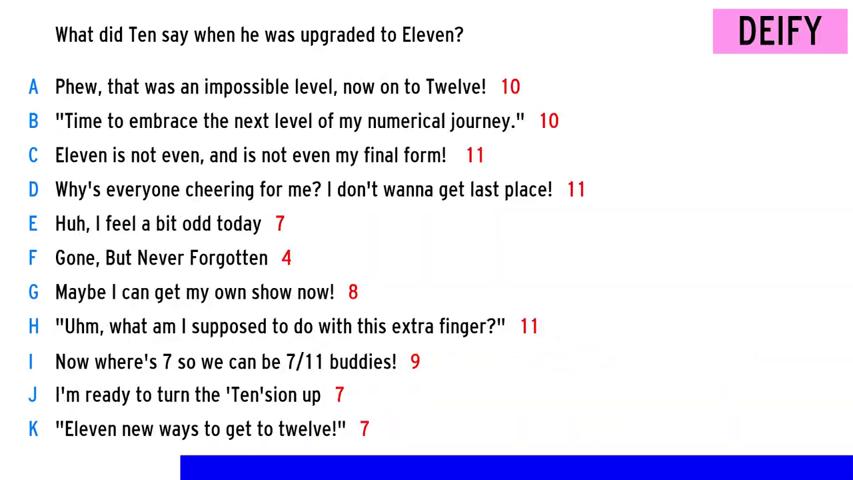 What did Ten say when he was upgraded to Eleven?
DEIFY
A Phew, that was an impossible level, now on to Twelve! 10
B "Time to embrace the next level of my numerical journey." 10
C Eleven is not even, and is not even my final form! 11
D Why's everyone cheering for me? I don't wanna get last place! 11
E Huh, I feel a bit odd today 7
F Gone, But Never Forgotten 4
G Maybe I can get my own show now! 8
H "Uhm, what am I supposed to do with this extra finger?" 11
I Now where's 7 so we can be 7/11 buddies! 9
J I'm ready to turn the 'Ten'sion up 7
K "Eleven new ways to get to twelve!" 7